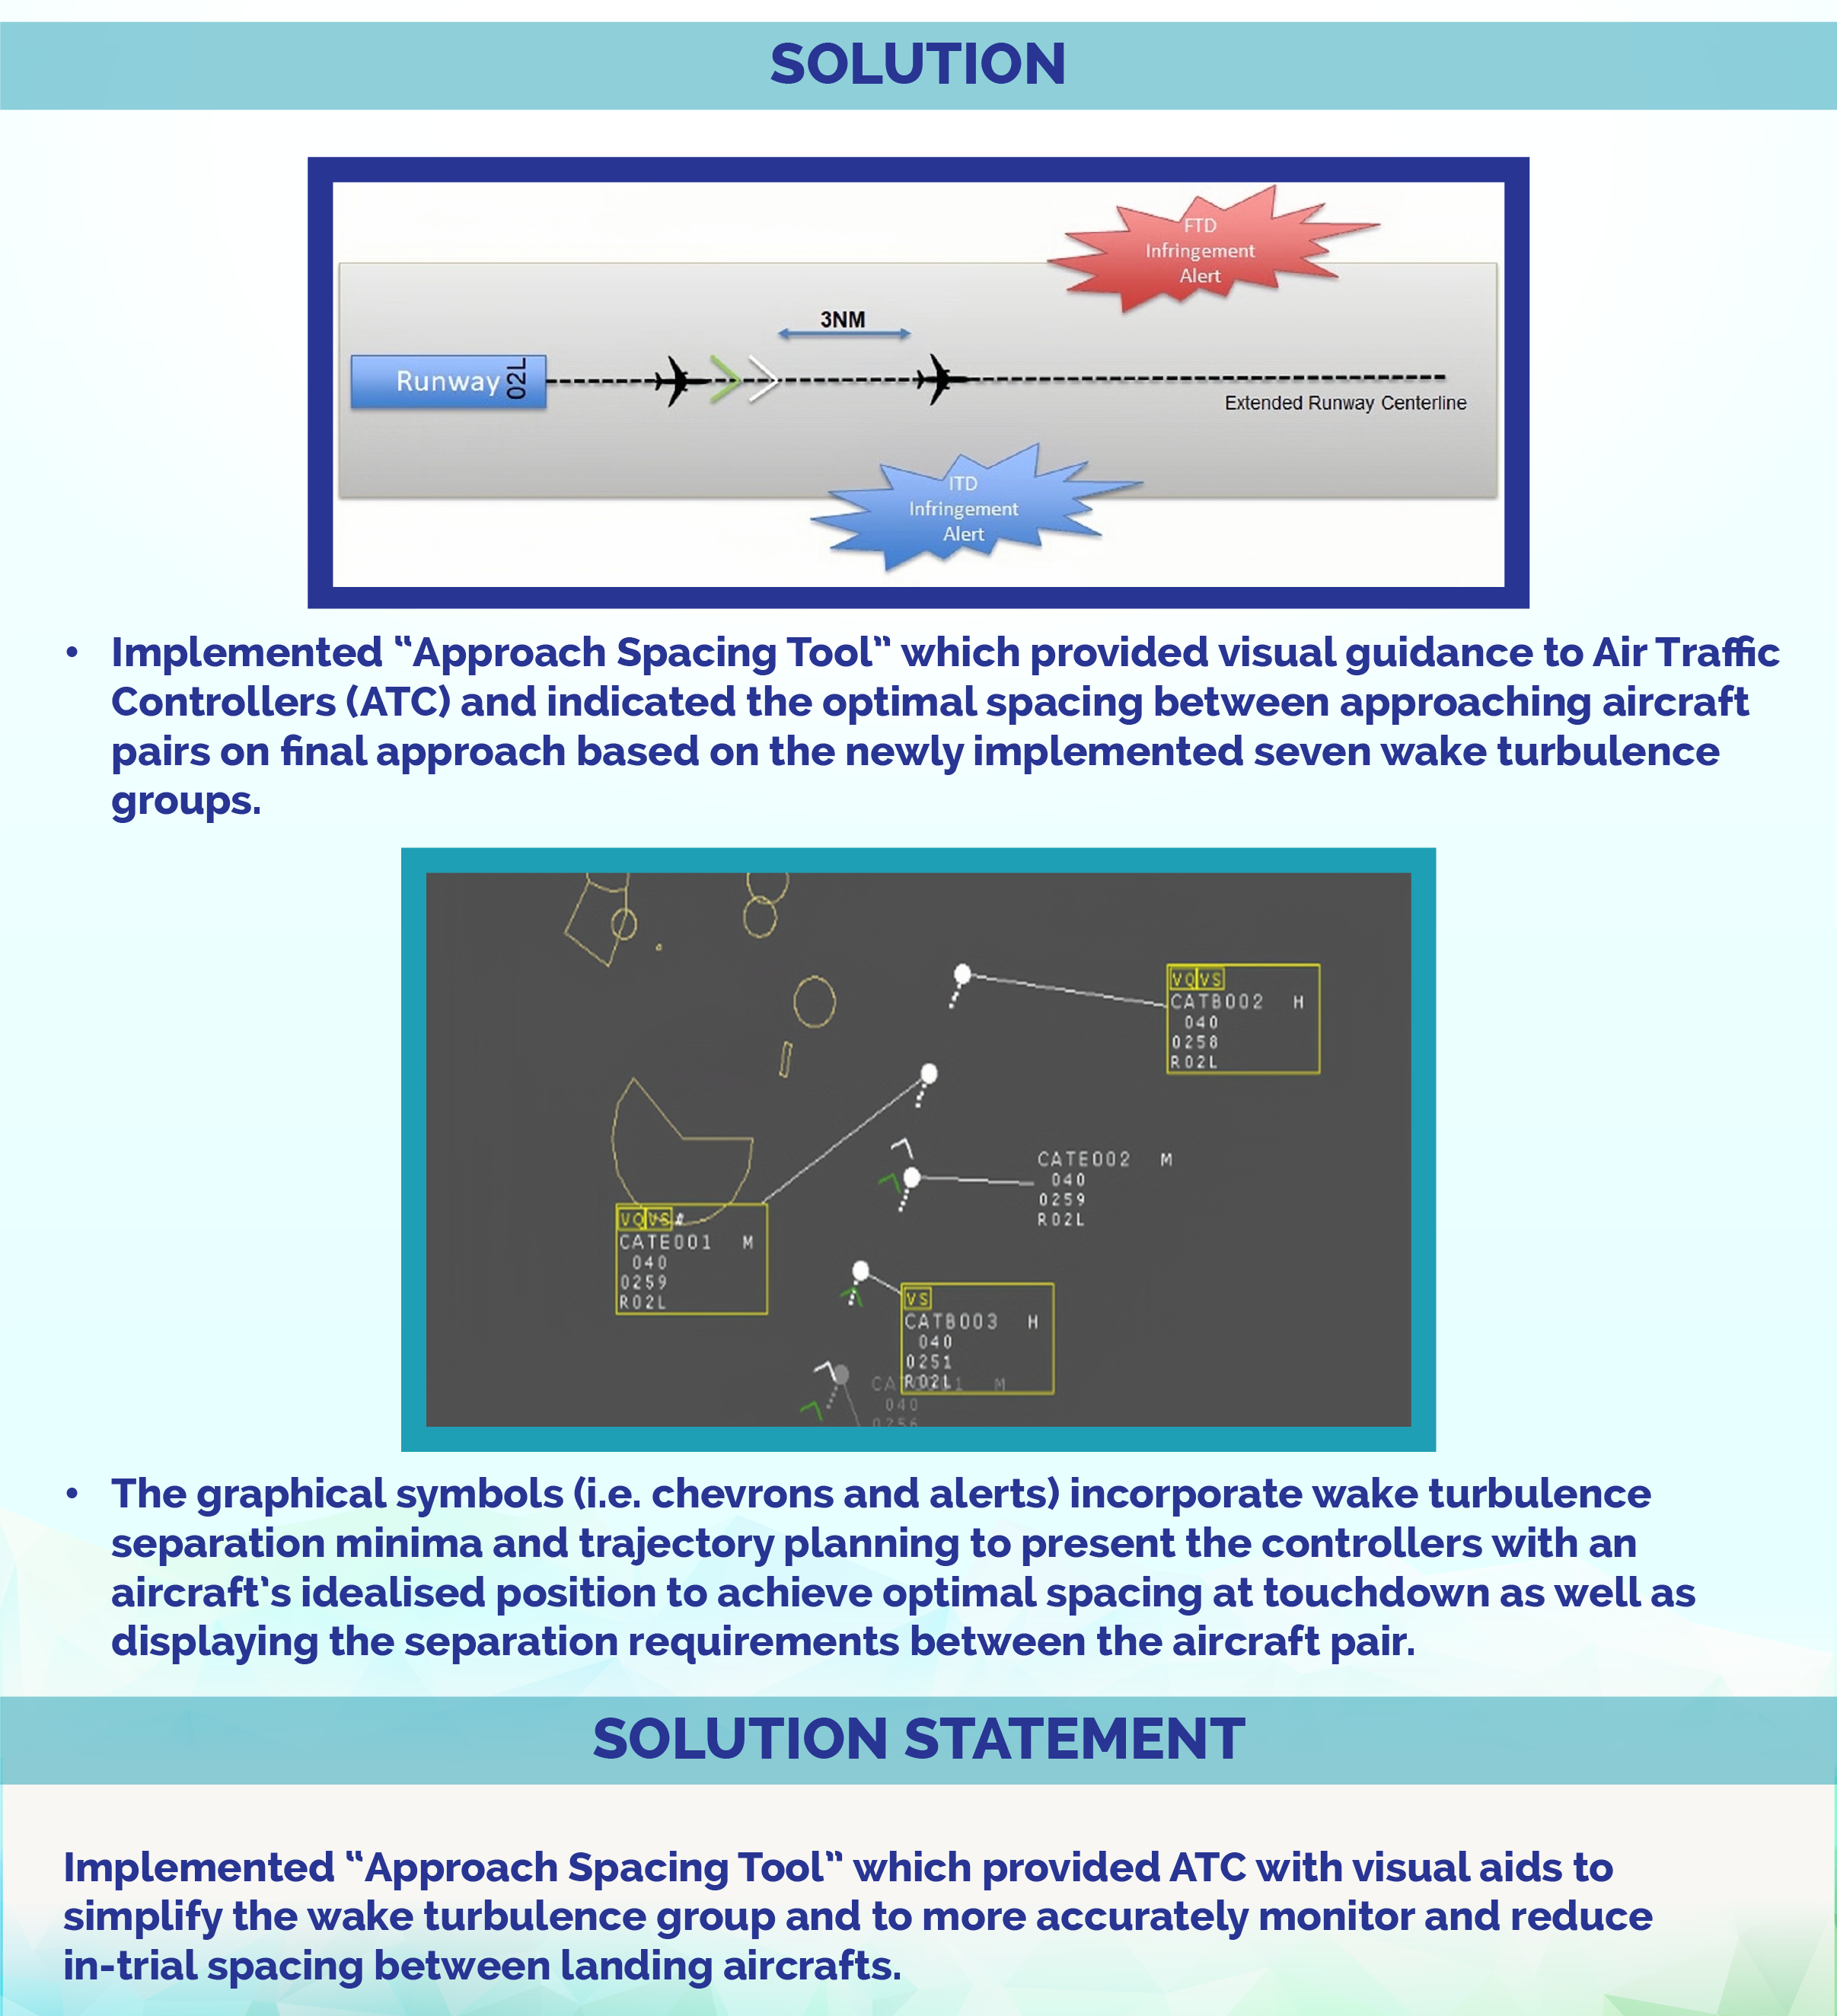 SOLUTION
FTD
Infringement
Alert
3NM
Runway 02L
Extended Runway Centerline
ITD
Infringement
Alert
• Implemented “Approach Spacing Tool” which provided visual guidance to Air Traffic
Controllers (ATC) and indicated the optimal spacing between approaching aircraft
pairs on final approach based on the newly implemented seven wake turbulence
groups.
VQ VS
CATB002 H
040
0258
R02L
CATE002 M
040
0259
R02L
VQ VS
CATE001 M
040
0259
R02L
VS
CATB003 H
040
0251
R02L
M
040
0256
• The graphical symbols (i.e. chevrons and alerts) incorporate wake turbulence
separation minima and trajectory planning to present the controllers with an
aircraft’s idealised position to achieve optimal spacing at touchdown as well as
displaying the separation requirements between the aircraft pair.
SOLUTION STATEMENT
Implemented “Approach Spacing Tool” which provided ATC with visual aids to
simplify the wake turbulence group and to more accurately monitor and reduce
in-trial spacing between landing aircrafts.